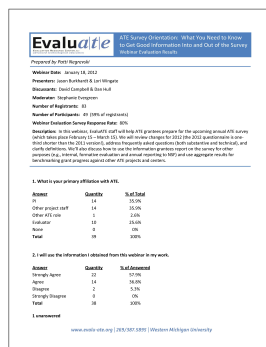 Evaluate
ATE Survey Orientation: What You Need to Know
to Get Good Information Into and Out of the Survey
Webinar Evaluation Results
Prepared by Patti Negrevski
Webinar Date: January 18, 2012
Presenters: Jason Burkhardt & Lori Wingate
Discussants: David Campbell & Dan Hull
Moderator: Stephanie Evergreen
Number of Registrants: 83
Number of Participants: 49 (59% of registrants)
Webinar Evaluation Survey Response Rate: 80%
Description: In this webinar, EvaluATE staff will help ATE grantees prepare for the upcoming annual ATE survey
(which takes place February 15 – March 15). We will review changes for 2012 (the 2012 questionnaire is one-
third shorter than the 2011 version), address frequently asked questions (both substantive and technical), and
clarify definitions. We'll also discuss how to use the information grantees report on the survey for other
purposes (e.g., internal, formative evaluation and annual reporting to NSF) and use aggregate results for
benchmarking grant progress against other ATE projects and centers.
1. What is your primary affiliation with ATE.
Answer Quantity % of Total
PI 14 35.9%
Other project staff 14 35.9%
Other ATE role 1 2.6%
Evaluator 10 25.6%
None 0 0%
Total 39 100%
2. I will use the information I obtained from this webinar in my work.
Answer Quantity % of Answered
Strongly Agree 22 57.9%
Agree 14 36.8%
Disagree 2 5.3%
Strongly Disagree 0 0%
Total 38 100%
1 unanswered
www.evalu-ate.org | 269/387.5895 | Western Michigan University